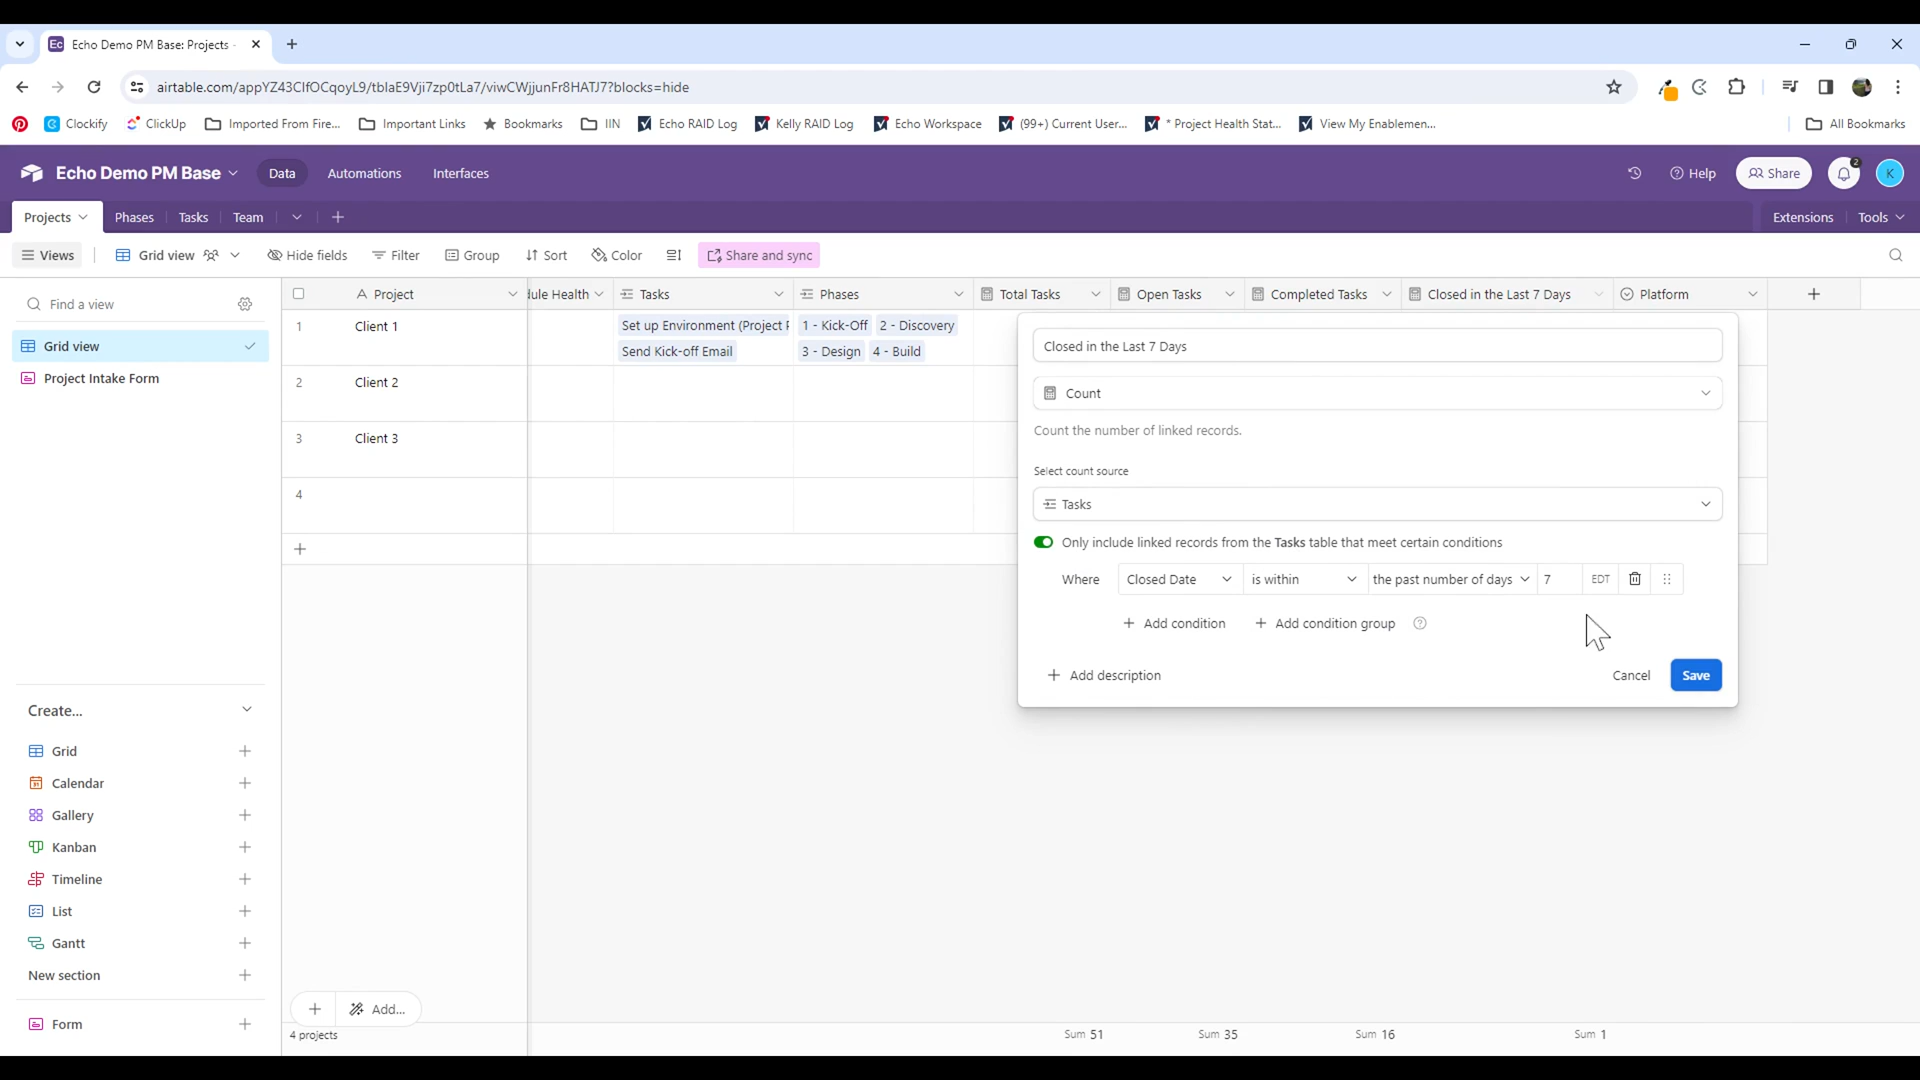 Echo Demo PM Base: Projects -
airtable.com/appYZ43CIfOCqoyL9/tblaE9Vji7zp0tLa7/viwCWjjunFr8HATJ7?blocks=hide
Clockify ClickUp Imported From Fire... Important Links Bookmarks IIN Echo RAID Log Kelly RAID Log Echo Workspace (99+) Current User... * Project Health Stat... View My Enablemen... All Bookmarks
Echo Demo PM Base Data Automations Interfaces Help Share 2 K
Projects Phases Tasks Team Extensions Tools
Views Grid view Hide fields Filter Group Sort Color Share and sync
Find a view
Grid view
Project Intake Form
Project
ule Health Tasks Phases Total Tasks Open Tasks Completed Tasks Closed in the Last 7 Days Platform
1 Client 1 Set up Environment (Project 1 - Kick-Off 2 - Discovery
Send Kick-off Email 3 - Design 4 - Build
2 Client 2
3 Client 3
4
Closed in the Last 7 Days
Count
Count the number of linked records.
Select count source
Tasks
Only include linked records from the Tasks table that meet certain conditions
Where Closed Date is within the past number of days 7 EDT
Add condition Add condition group
Add description Cancel Save
Create...
Grid
Calendar
Gallery
Kanban
Timeline
List
Gantt
New section
Form
Add...
4 projects Sum 51 Sum 35 Sum 16 Sum 1